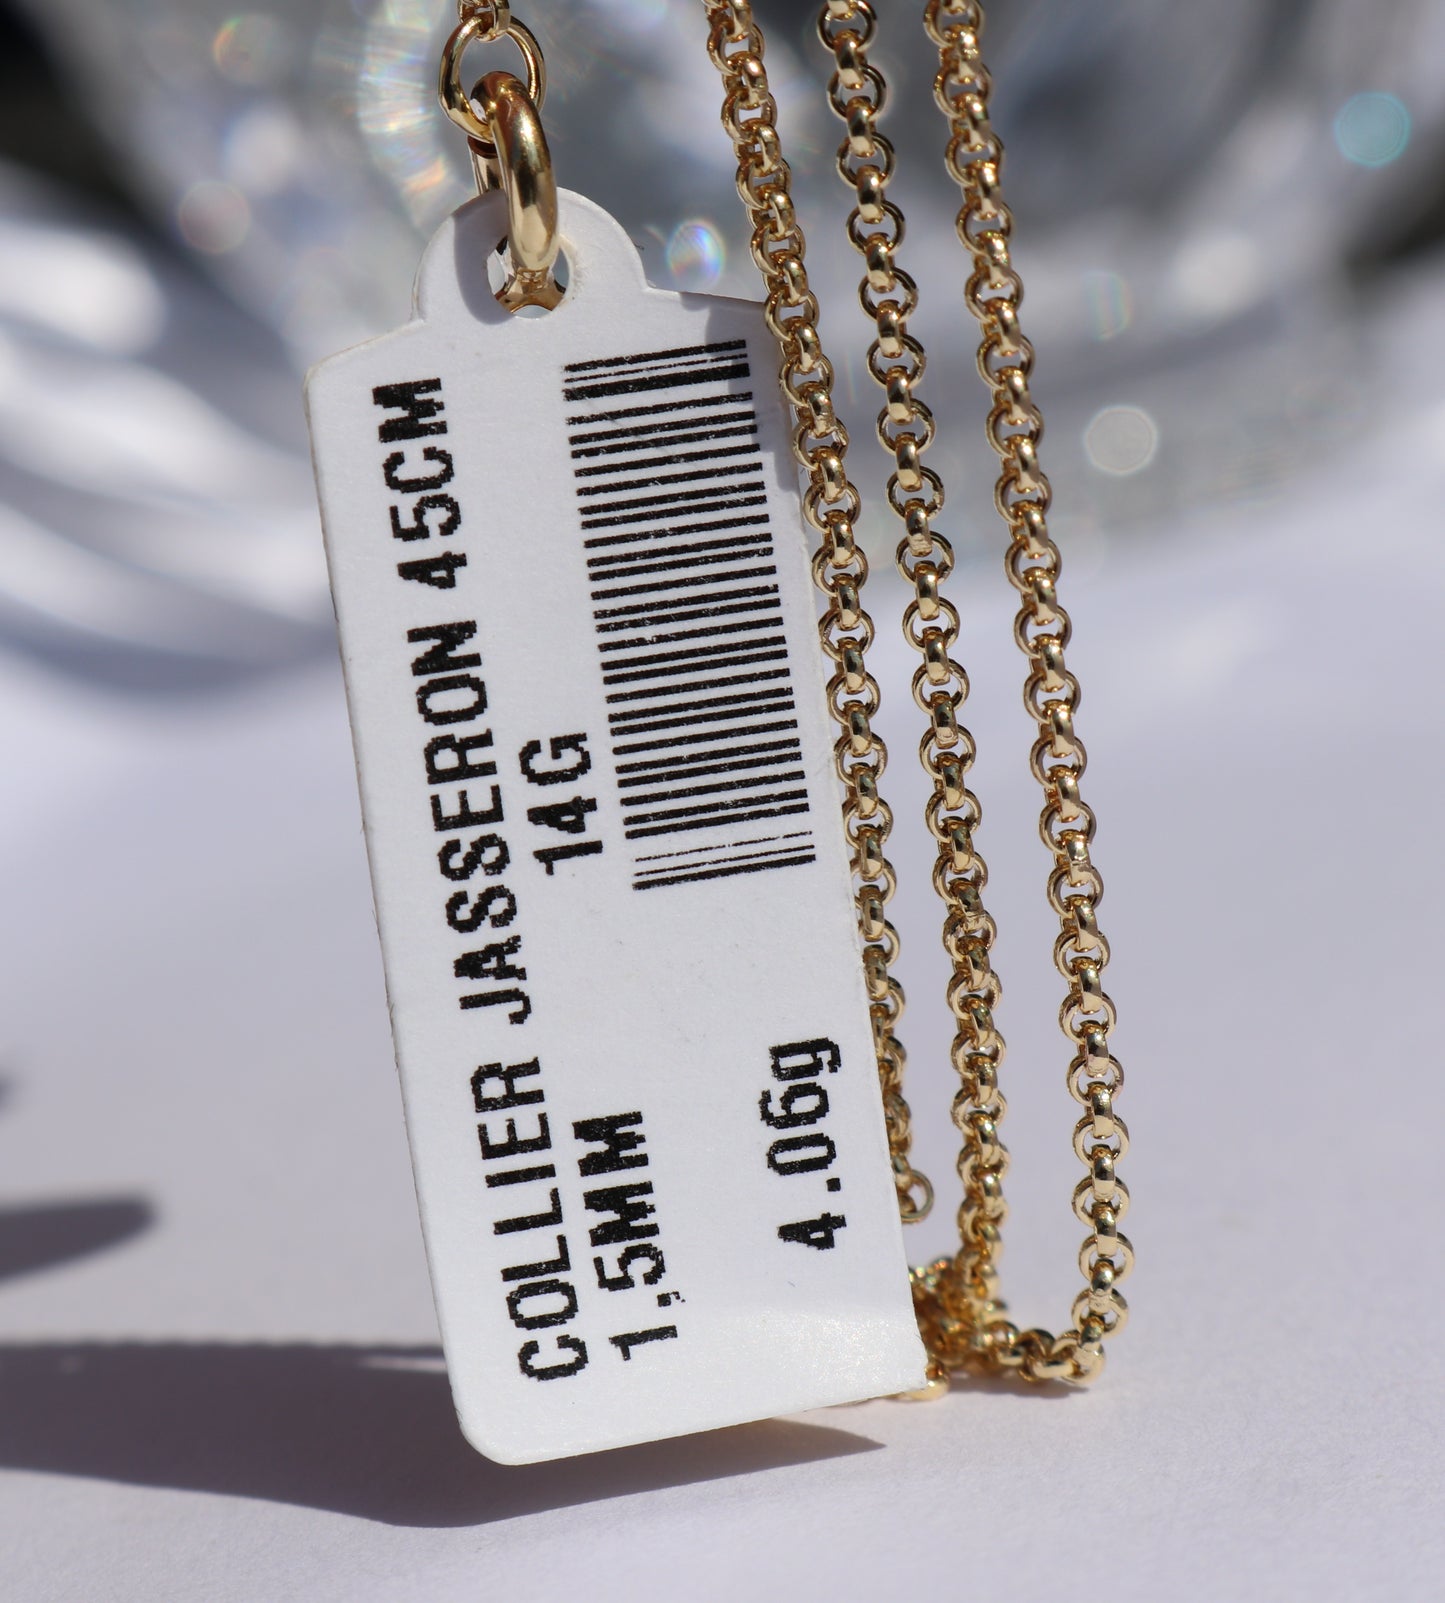 COLLIER JASSERON 45CM
1,5MM 14G
4.06g